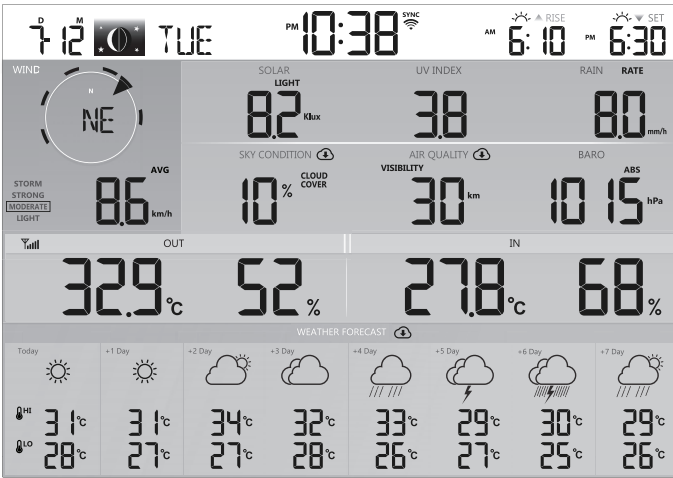 D M SYNC RISE SET
7-12 TUE PM 10:38 AM 6:10 PM 6:30
WIND SOLAR UV INDEX RAIN RATE
LIGHT
N
NE 8.2 Klux 3.8 8.0 mm/h
SKY CONDITION AIR QUALITY BARO
AVG VISIBILITY ABS
STORM
STRONG
MODERATE
LIGHT
8.6 km/h 10 % CLOUD COVER 30 km 1015 hPa
OUT IN
32.9 °C 52 % 27.8 °C 68 %
WEATHER FORECAST
Today +1 Day +2 Day +3 Day +4 Day +5 Day +6 Day +7 Day
HI 31 °C 31 °C 34 °C 32 °C 33 °C 29 °C 30 °C 29 °C
LO 28 °C 27 °C 27 °C 28 °C 26 °C 27 °C 25 °C 26 °C